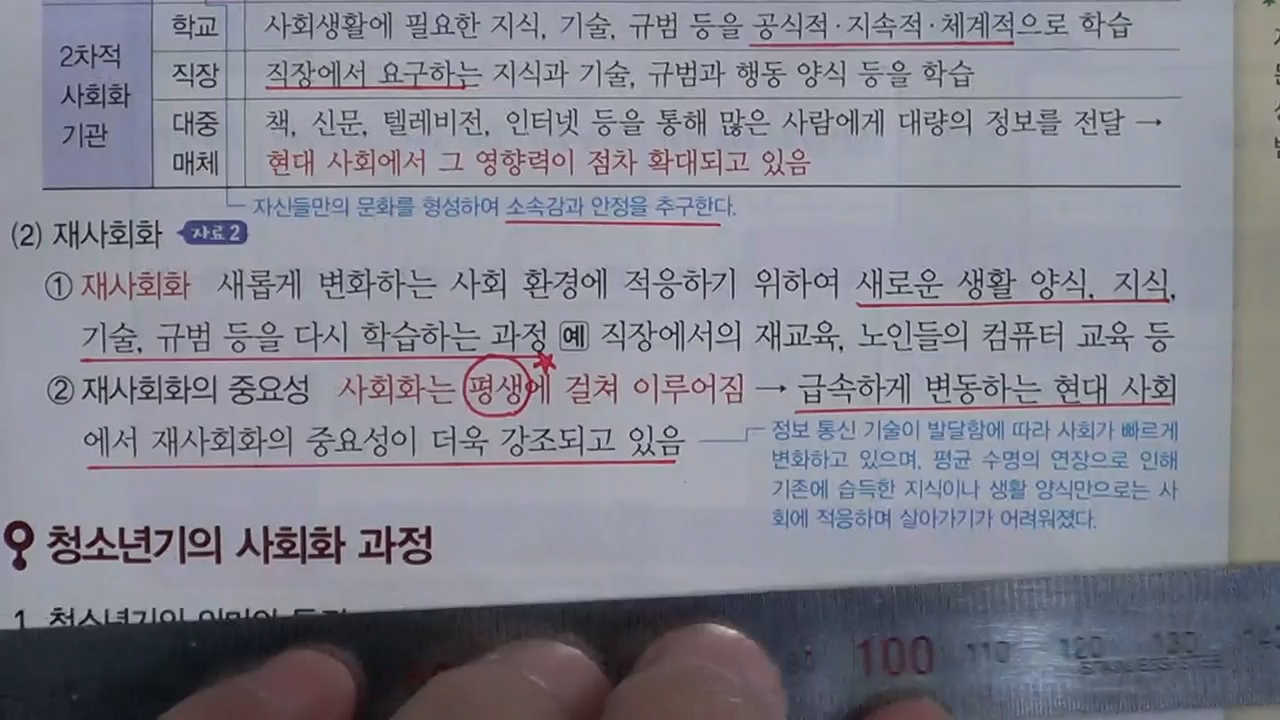 2차적
사회화
기관
학교 사회생활에 필요한 지식, 기술, 규범 등을 공식적·지속적·체계적으로 학습
직장 직장에서 요구하는 지식과 기술, 규범과 행동 양식 등을 학습
대중 책, 신문, 텔레비전, 인터넷 등을 통해 많은 사람에게 대량의 정보를 전달 →
매체 현대 사회에서 그 영향력이 점차 확대되고 있음
자신들만의 문화를 형성하여 소속감과 안정을 추구한다.
(2) 재사회화 자료 2
① 재사회화 새롭게 변화하는 사회 환경에 적응하기 위하여 새로운 생활 양식, 지식,
기술, 규범 등을 다시 학습하는 과정 예 직장에서의 재교육, 노인들의 컴퓨터 교육 등
② 재사회화의 중요성 사회화는 평생에 걸쳐 이루어짐 → 급속하게 변동하는 현대 사회
에서 재사회화의 중요성이 더욱 강조되고 있음
정보 통신 기술이 발달함에 따라 사회가 빠르게
변화하고 있으며, 평균 수명의 연장으로 인해
기존에 습득한 지식이나 생활 양식만으로는 사
회에 적응하며 살아가기가 어려워졌다.
청소년기의 사회화 과정
1 청소년기의
100 110 120 130
STAINLESS STEEL